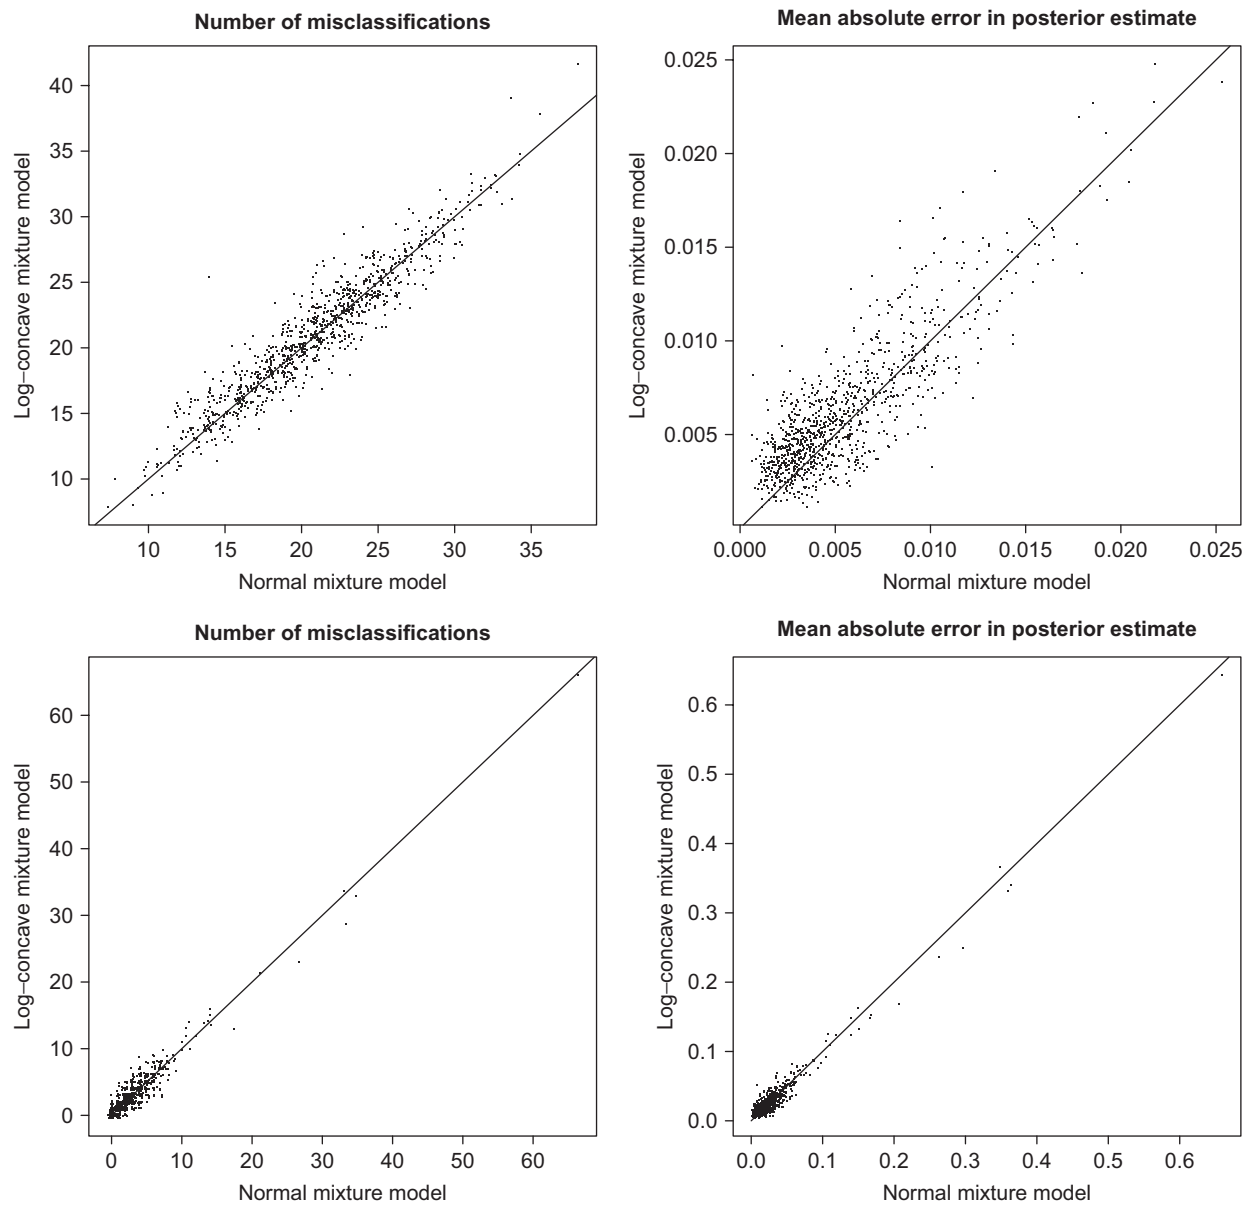 Number of misclassifications
Mean absolute error in posterior estimate
Log–concave mixture model
40
35
30
25
20
15
10
10 15 20 25 30 35
Normal mixture model
Log–concave mixture model
0.025
0.020
0.015
0.010
0.005
0.000 0.005 0.010 0.015 0.020 0.025
Normal mixture model
Number of misclassifications
Mean absolute error in posterior estimate
Log–concave mixture model
60
50
40
30
20
10
0
0 10 20 30 40 50 60
Normal mixture model
Log–concave mixture model
0.6
0.5
0.4
0.3
0.2
0.1
0.0
0.0 0.1 0.2 0.3 0.4 0.5 0.6
Normal mixture model